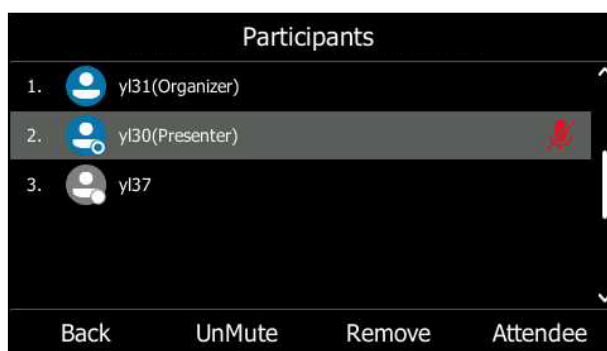 Participants
1. yl31(Organizer)
2. yl30(Presenter)
3. yl37
Back UnMute Remove Attendee